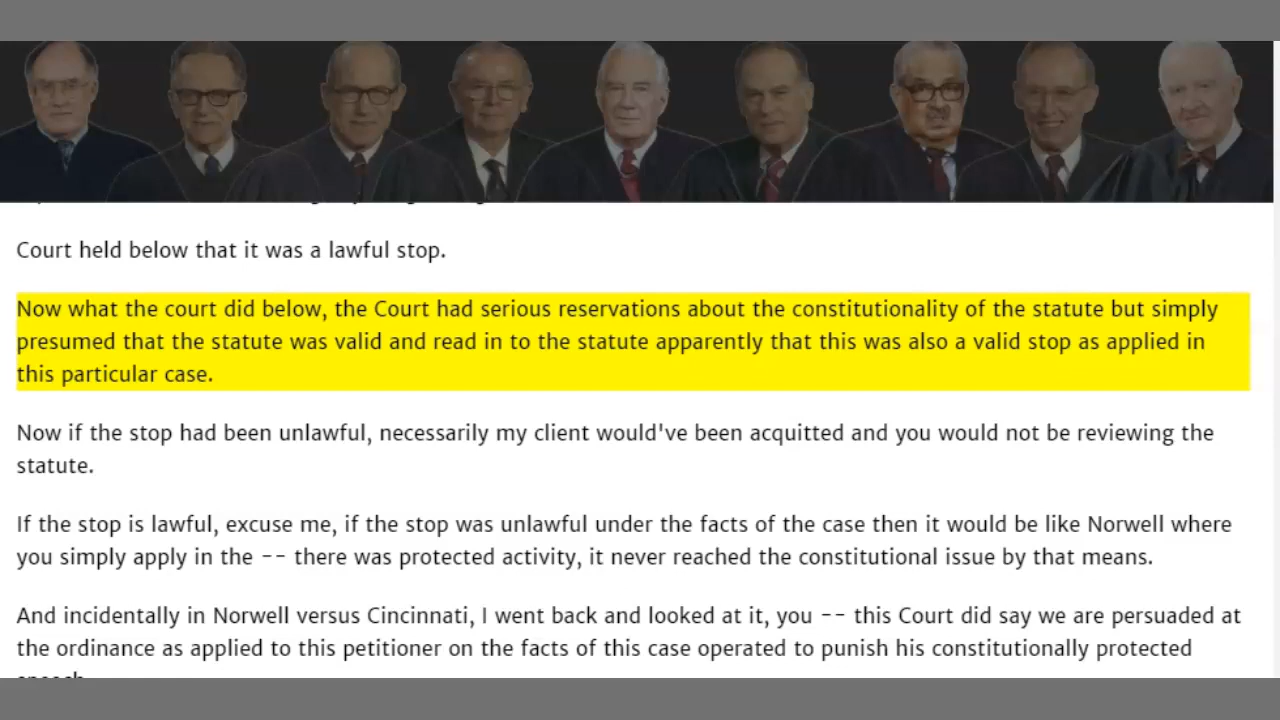 Court held below that it was a lawful stop.
Now what the court did below, the Court had serious reservations about the constitutionality of the statute but simply
presumed that the statute was valid and read in to the statute apparently that this was also a valid stop as applied in
this particular case.
Now if the stop had been unlawful, necessarily my client would've been acquitted and you would not be reviewing the
statute.
If the stop is lawful, excuse me, if the stop was unlawful under the facts of the case then it would be like Norwell where
you simply apply in the -- there was protected activity, it never reached the constitutional issue by that means.
And incidentally in Norwell versus Cincinnati, I went back and looked at it, you -- this Court did say we are persuaded at
the ordinance as applied to this petitioner on the facts of this case operated to punish his constitutionally protected